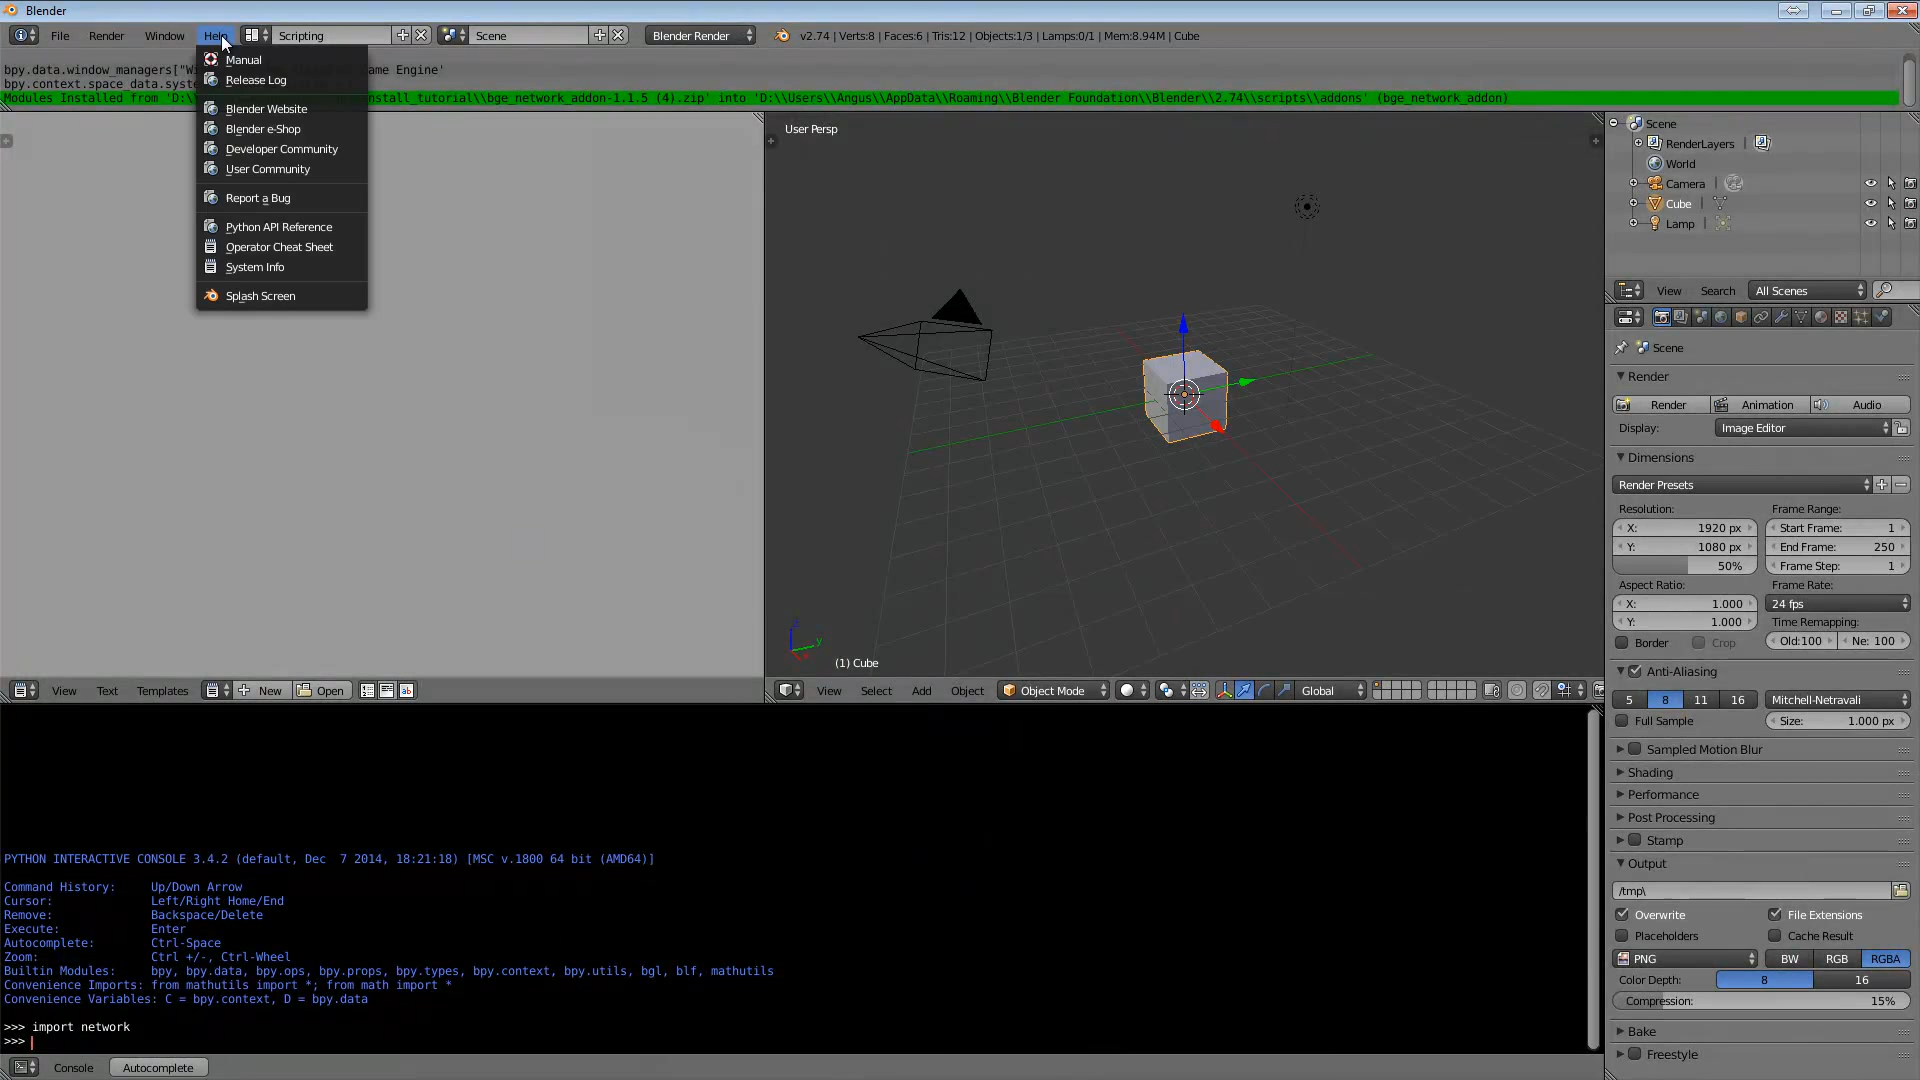 Blender
File Render Window Help Scripting Scene Blender Render v2.74 | Verts:8 | Faces:6 | Tris:12 | Objects:1/3 | Lamps:0/1 | Mem:8.94M | Cube
bpy.data.window_managers["Wi ame Engine'
bpy.context.space_data.syste
Modules Installed from 'D:\\ install_tutorial\\bge_network_addon-1.1.5 (4).zip' into 'D:\\Users\\Angus\\AppData\\Roaming\\Blender Foundation\\Blender\\2.74\\scripts\\addons' (bge_network_addon)
Manual
Release Log
Blender Website
Blender e-Shop
Developer Community
User Community
Report a Bug
Python API Reference
Operator Cheat Sheet
System Info
Splash Screen
User Persp
z
y
(1) Cube
View Text Templates New Open
View Select Add Object Object Mode Global
Scene
RenderLayers |
World
Camera |
Cube |
Lamp |
View Search All Scenes
Scene
Render
Render Animation Audio
Display: Image Editor
Dimensions
Render Presets
Resolution: Frame Range:
X: 1920 px Start Frame: 1
Y: 1080 px End Frame: 250
50% Frame Step: 1
Aspect Ratio: Frame Rate:
X: 1.000 24 fps
Y: 1.000 Time Remapping:
Border Crop Old:100 Ne: 100
Anti-Aliasing
5 8 11 16 Mitchell-Netravali
Full Sample Size: 1.000 px
Sampled Motion Blur
Shading
Performance
Post Processing
Stamp
Output
/tmp\
Overwrite File Extensions
Placeholders Cache Result
PNG BW RGB RGBA
Color Depth: 8 16
Compression: 15%
Bake
Freestyle
PYTHON INTERACTIVE CONSOLE 3.4.2 (default, Dec  7 2014, 18:21:18) [MSC v.1800 64 bit (AMD64)]
Command History: Up/Down Arrow
Cursor: Left/Right Home/End
Remove: Backspace/Delete
Execute: Enter
Autocomplete: Ctrl-Space
Zoom: Ctrl +/-, Ctrl-Wheel
Builtin Modules: bpy, bpy.data, bpy.ops, bpy.props, bpy.types, bpy.context, bpy.utils, bgl, blf, mathutils
Convenience Imports: from mathutils import *; from math import *
Convenience Variables: C = bpy.context, D = bpy.data
>>> import network
>>>
Console Autocomplete